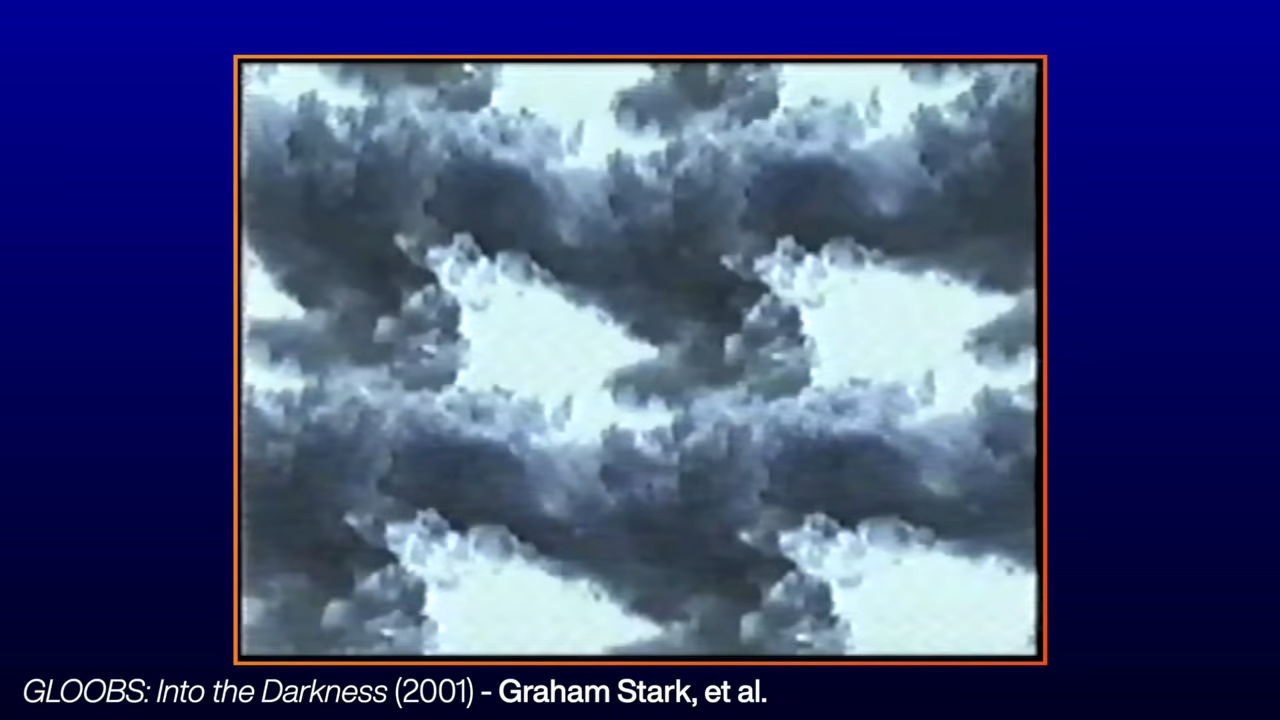 GLOOBS: Into the Darkness (2001) - Graham Stark, et al.